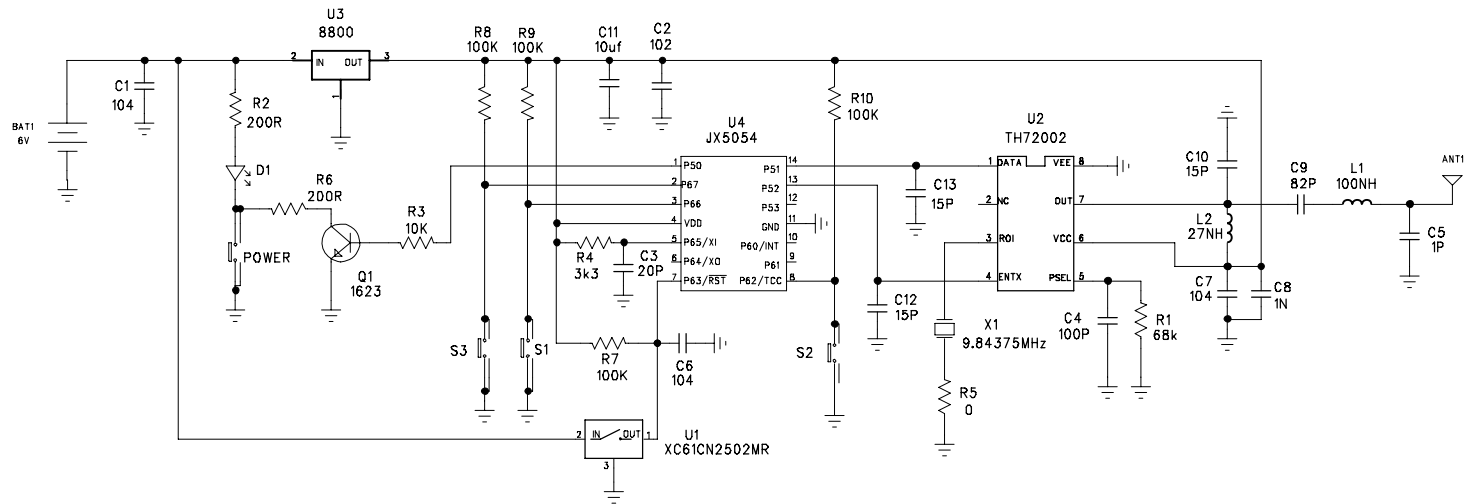 U3
8800
2 IN OUT 3
1
R8
100K
R9
100K
C11
10uf
C2
102
C1
104
R2
200R
BAT1
6V
D1
R6
200R
R3
10K
POWER
Q1
1623
R10
100K
U4
JX5054
1 P50
2 P67
3 P66
4 VDD
5 P65/XI
6 P64/XO
7 P63/RST
P51 14
P52 13
P53 12
GND 11
P60/INT 10
P61 9
P62/TCC 8
R4
3k3
C3
20P
S3
S1
R7
100K
C6
104
2 IN OUT 1
3
U1
XC61CN2502MR
S2
C13
15P
C12
15P
U2
TH72002
1 DATA
2 NC
3 ROI
4 ENTX
VEE 8
OUT 7
VCC 6
PSEL 5
X1
9.84375MHz
R5
0
C4
100P
R1
68k
C10
15P
L2
27NH
C7
104
C8
1N
C9
82P
L1
100NH
ANT1
C5
1P